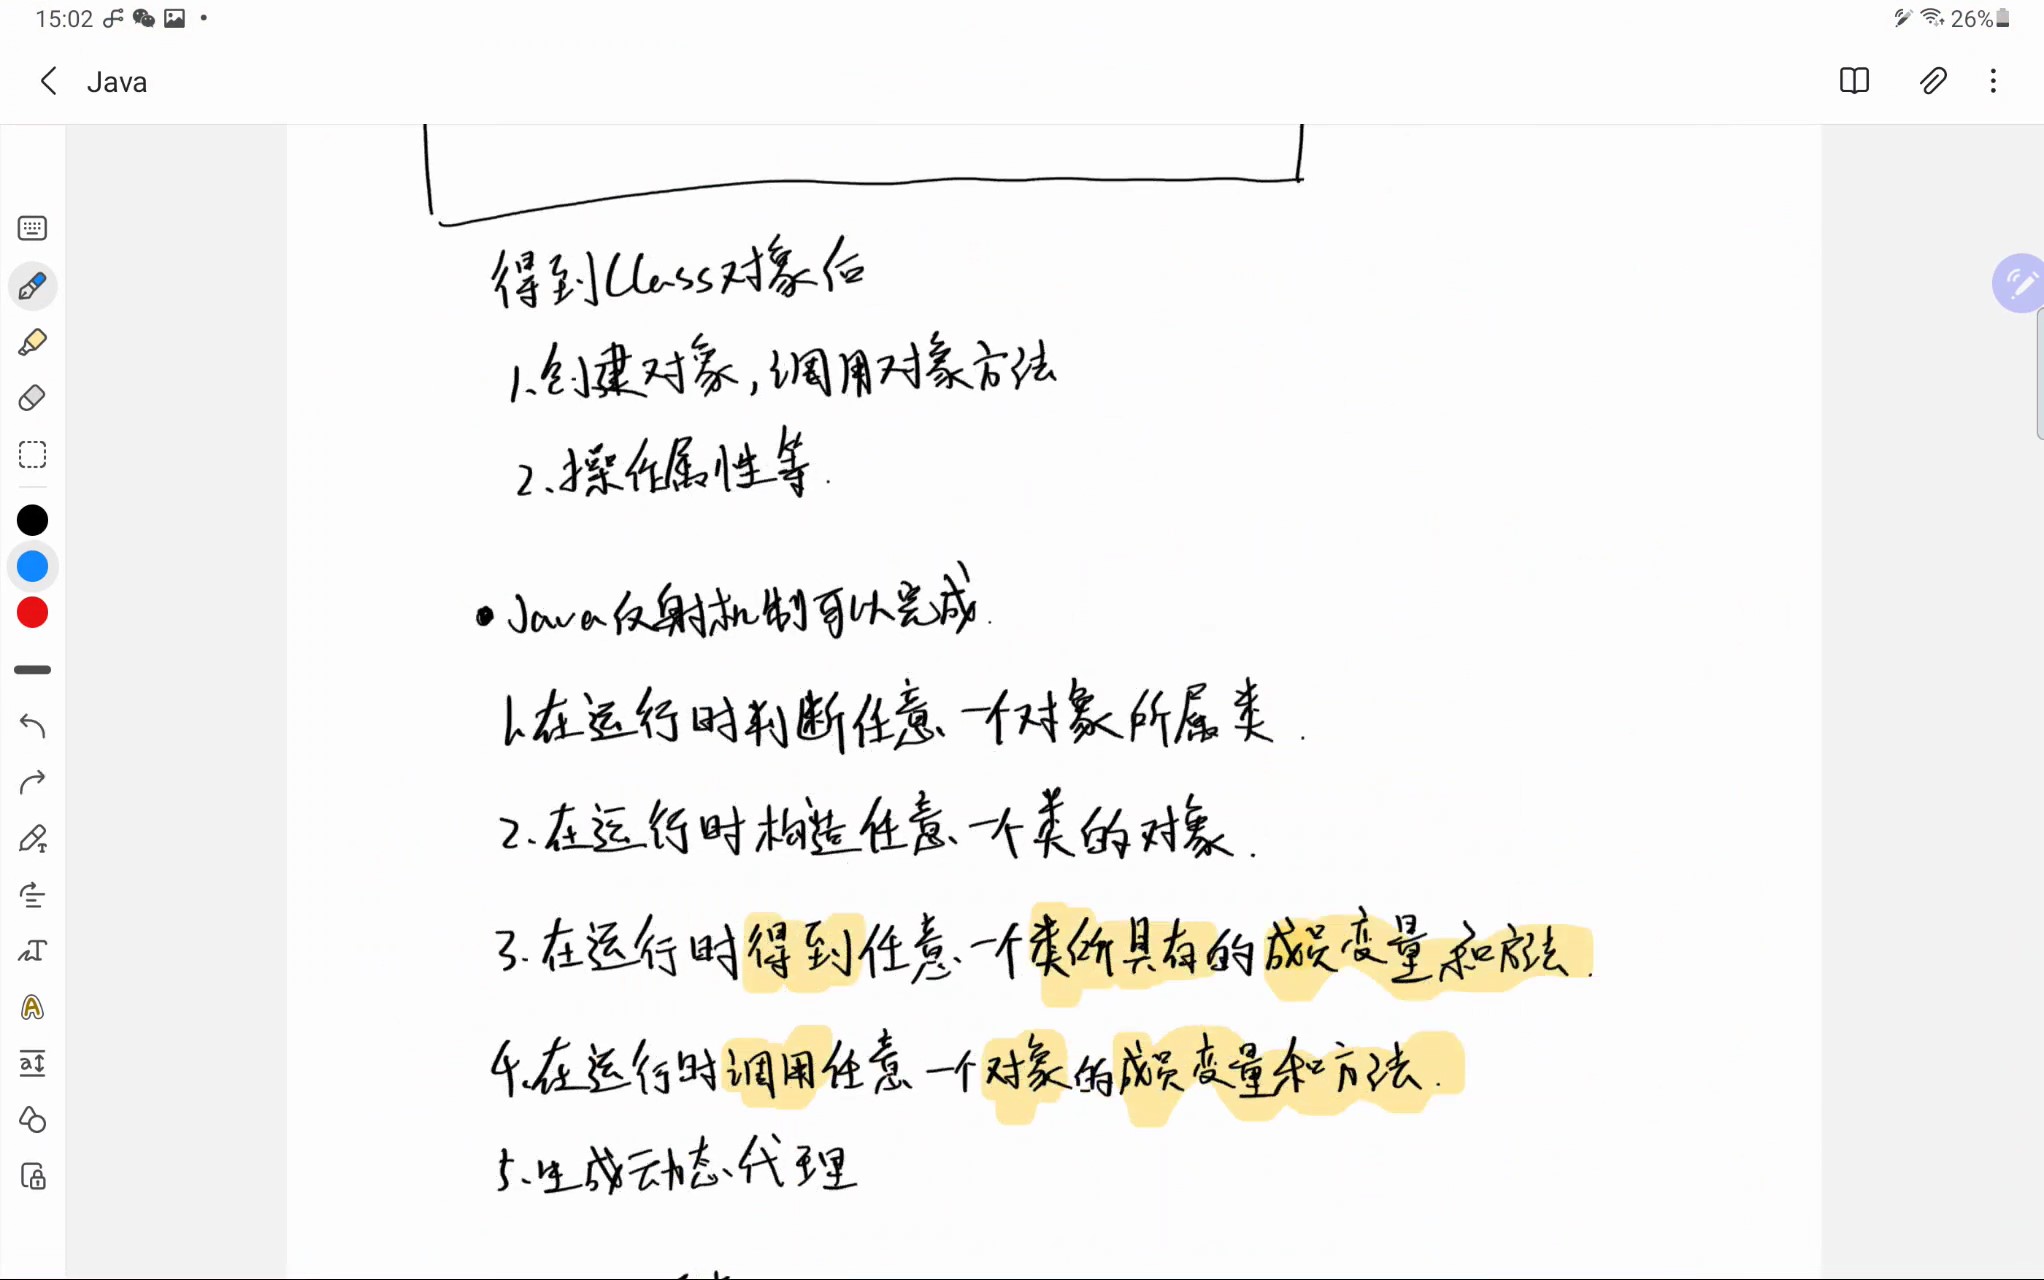 15:02
26%
Java
得到Class对象后
1.创建对象,调用对象方法
2.操作属性等.
•Java反射机制可以完成.
1.在运行时判断任意一个对象所属类.
2.在运行时构造任意一个类的对象.
3.在运行时得到任意一个类所具有的成员变量和方法.
4.在运行时调用任意一个对象的成员变量和方法.
5.生成动态代理